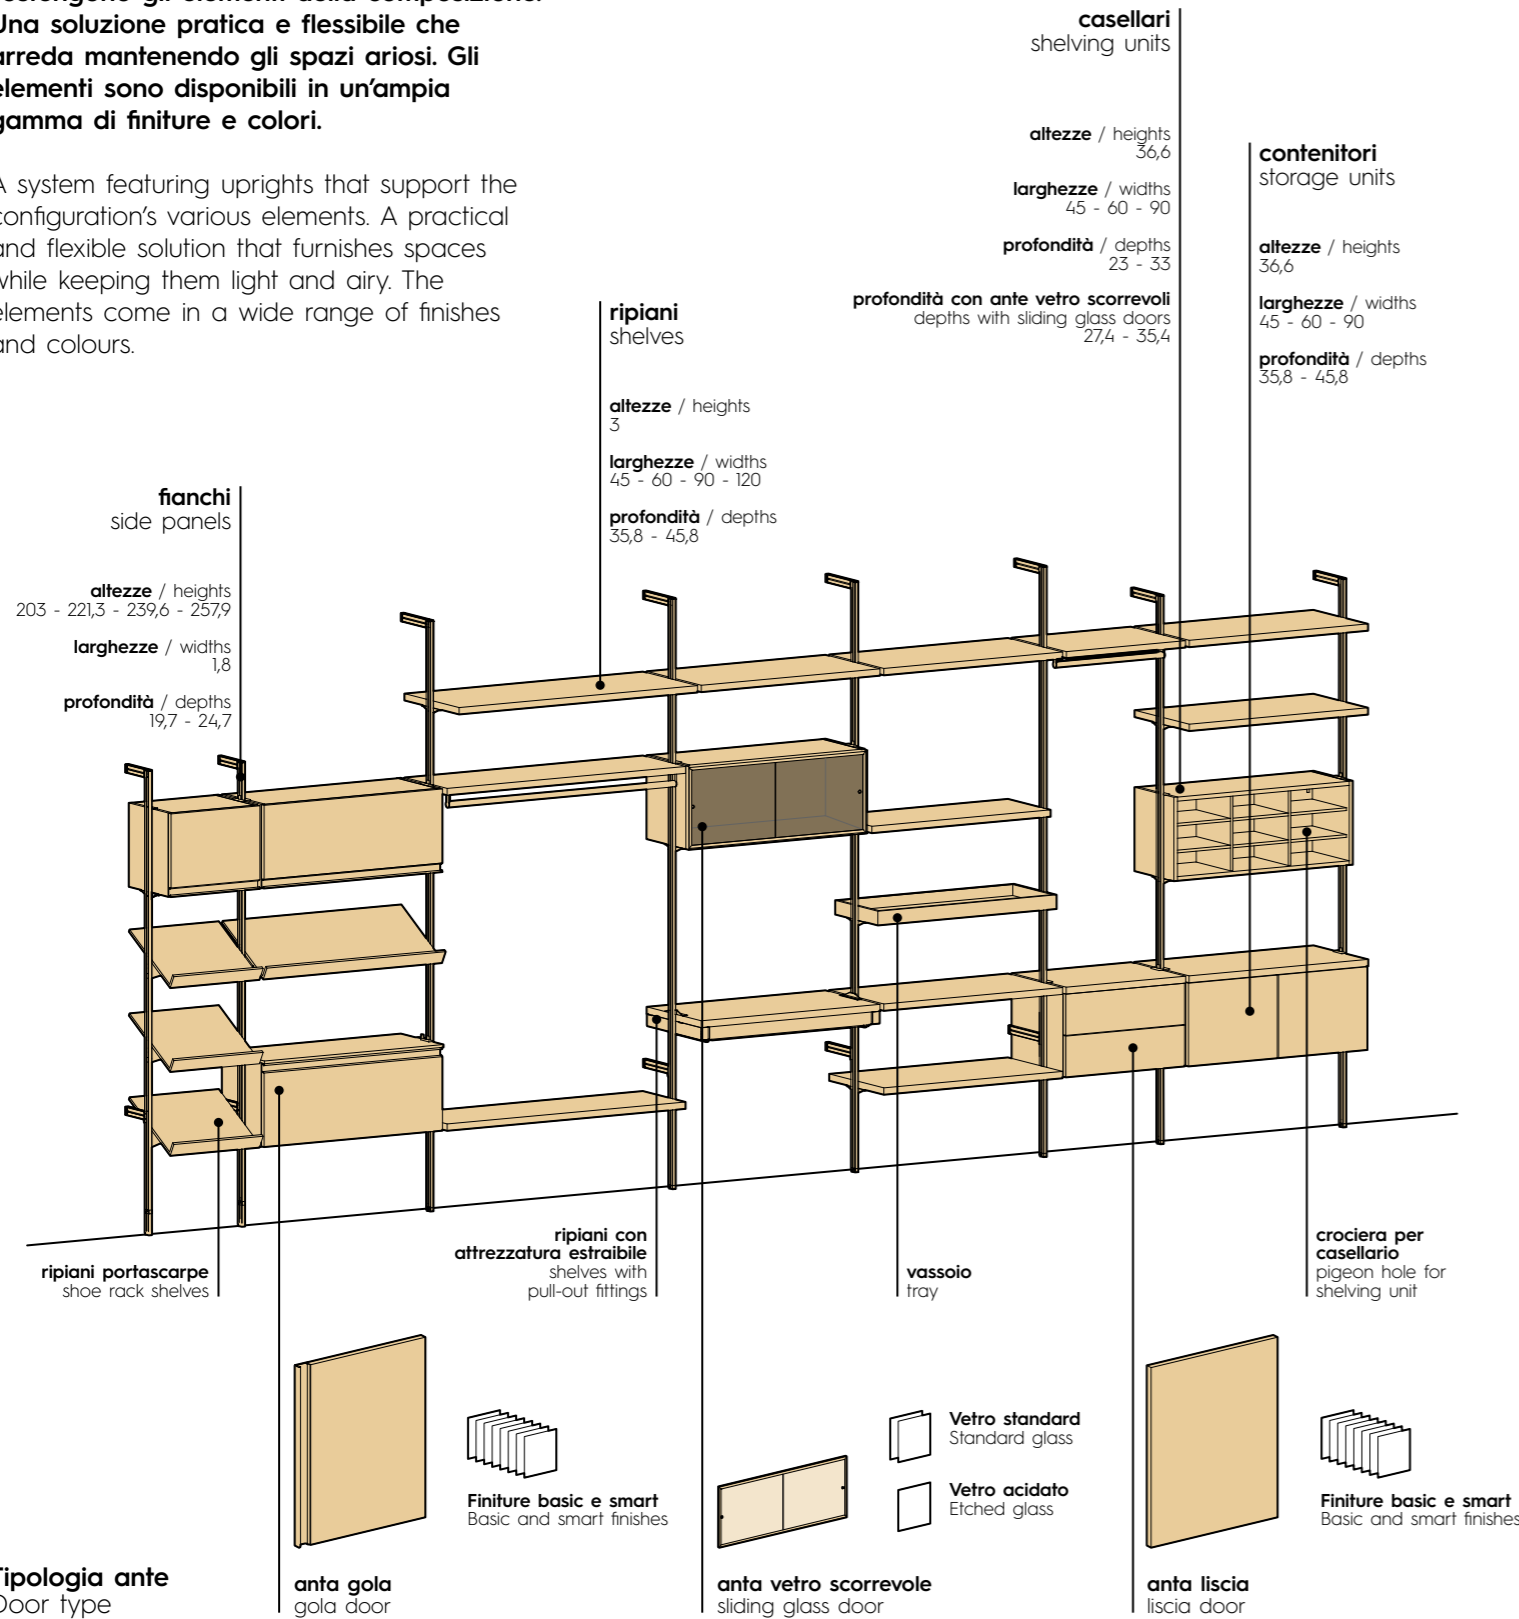 Una soluzione pratica e flessibile che
arreda mantenendo gli spazi ariosi. Gli
elementi sono disponibili in un'ampia
gamma di finiture e colori.
A system featuring uprights that support the
configuration's various elements. A practical
and flexible solution that furnishes spaces
while keeping them light and airy. The
elements come in a wide range of finishes
and colours.
casellari
shelving units
altezze / heights
36,6
larghezze / widths
45 - 60 - 90
profondità / depths
23 - 33
profondità con ante vetro scorrevoli
depths with sliding glass doors
27,4 - 35,4
contenitori
storage units
altezze / heights
36,6
larghezze / widths
45 - 60 - 90
profondità / depths
35,8 - 45,8
ripiani
shelves
altezze / heights
3
larghezze / widths
45 - 60 - 90 - 120
profondità / depths
35,8 - 45,8
fianchi
side panels
altezze / heights
203 - 221,3 - 239,6 - 257,9
larghezze / widths
1,8
profondità / depths
19,7 - 24,7
ripiani portascarpe
shoe rack shelves
ripiani con
attrezzatura estraibile
shelves with
pull-out fittings
vassoio
tray
crociera per
casellario
pigeon hole for
shelving unit
Finiture basic e smart
Basic and smart finishes
Vetro standard
Standard glass
Vetro acidato
Etched glass
Finiture basic e smart
Basic and smart finishes
Tipologia ante
Door type
anta gola
gola door
anta vetro scorrevole
sliding glass door
anta liscia
liscia door